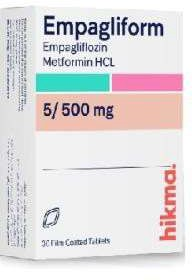 Empagliform
Empagliflozin
Metformin HCL
5/ 500 mg
hikma.
30 Film Coated Tablets